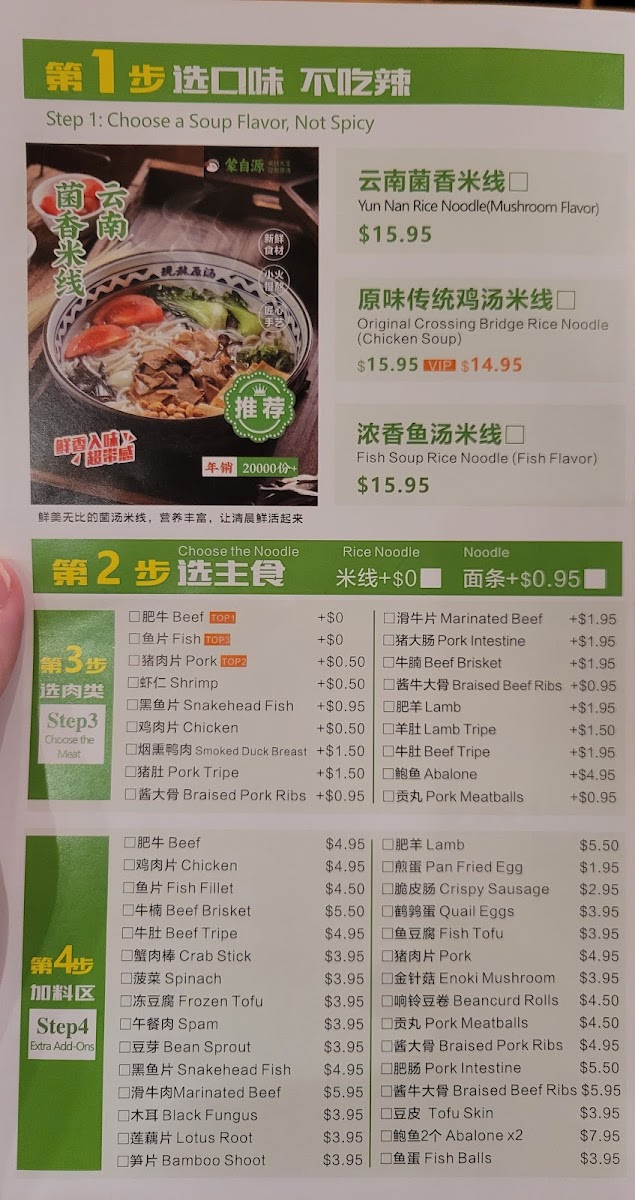 第1步选口味 不吃辣
Step 1: Choose a Soup Flavor, Not Spicy
蒙自源
云南
菌香米线
新鲜
食材
小火
慢熬
匠心
手艺
推荐
鲜香入味
超带感
年销 20000份+
鲜美无比的菌汤米线，营养丰富，让清晨鲜活起来
云南菌香米线□
Yun Nan Rice Noodle(Mushroom Flavor)
$15.95
原味传统鸡汤米线□
Original Crossing Bridge Rice Noodle
(Chicken Soup)
$15.95 VIP $14.95
浓香鱼汤米线□
Fish Soup Rice Noodle (Fish Flavor)
$15.95
第2步选主食
Choose the Noodle
Rice Noodle
米线+$0
Noodle
面条+$0.95
第3步
选肉类
Step3
Choose the
Meat
□肥牛 Beef TOP1 +$0
□鱼片 Fish TOP3 +$0
□猪肉片 Pork TOP2 +$0.50
□虾仁 Shrimp +$0.50
□黑鱼片 Snakehead Fish +$0.95
□鸡肉片 Chicken +$0.50
□烟熏鸭肉 Smoked Duck Breast +$1.50
□猪肚 Pork Tripe +$1.50
□酱大骨 Braised Pork Ribs +$0.95
□滑牛片 Marinated Beef +$1.95
□猪大肠 Pork Intestine +$1.95
□牛腩 Beef Brisket +$1.95
□酱牛大骨 Braised Beef Ribs +$0.95
□肥羊 Lamb +$1.95
□羊肚 Lamb Tripe +$1.50
□牛肚 Beef Tripe +$1.95
□鲍鱼 Abalone +$4.95
□贡丸 Pork Meatballs +$0.95
第4步
加料区
Step4
Extra Add-Ons
□肥牛 Beef $4.95
□鸡肉片 Chicken $4.95
□鱼片 Fish Fillet $4.50
□牛楠 Beef Brisket $5.50
□牛肚 Beef Tripe $4.95
□蟹肉棒 Crab Stick $3.95
□菠菜 Spinach $3.95
□冻豆腐 Frozen Tofu $3.95
□午餐肉 Spam $3.95
□豆芽 Bean Sprout $3.95
□黑鱼片 Snakehead Fish $4.95
□滑牛肉Marinated Beef $5.95
□木耳 Black Fungus $3.95
□莲藕片 Lotus Root $3.95
□笋片 Bamboo Shoot $3.95
□肥羊 Lamb $5.50
□煎蛋 Pan Fried Egg $1.95
□脆皮肠 Crispy Sausage $2.95
□鹌鹑蛋 Quail Eggs $3.95
□鱼豆腐 Fish Tofu $3.95
□猪肉片 Pork $4.95
□金针菇 Enoki Mushroom $3.95
□响铃豆卷 Beancurd Rolls $4.50
□贡丸 Pork Meatballs $4.50
□酱大骨 Braised Pork Ribs $4.95
□肥肠 Pork Intestine $5.50
□酱牛大骨 Braised Beef Ribs $5.95
□豆皮 Tofu Skin $3.95
□鲍鱼2个 Abalone x2 $7.95
□鱼蛋 Fish Balls $3.95